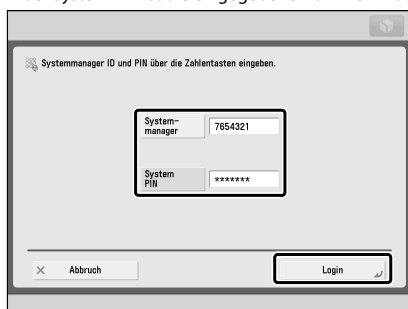 Systemmanager ID und PIN über die Zahlentasten eingeben.
System-
manager
7654321
System
PIN
*******
Abbruch
Login